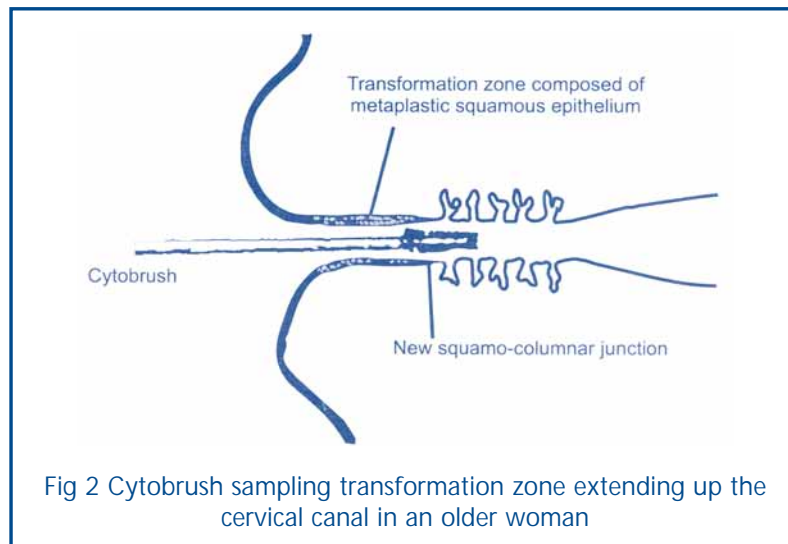 Transformation zone composed of
metaplastic squamous epithelium
Cytobrush
New squamo-columnar junction
Fig 2 Cytobrush sampling transformation zone extending up the
cervical canal in an older woman